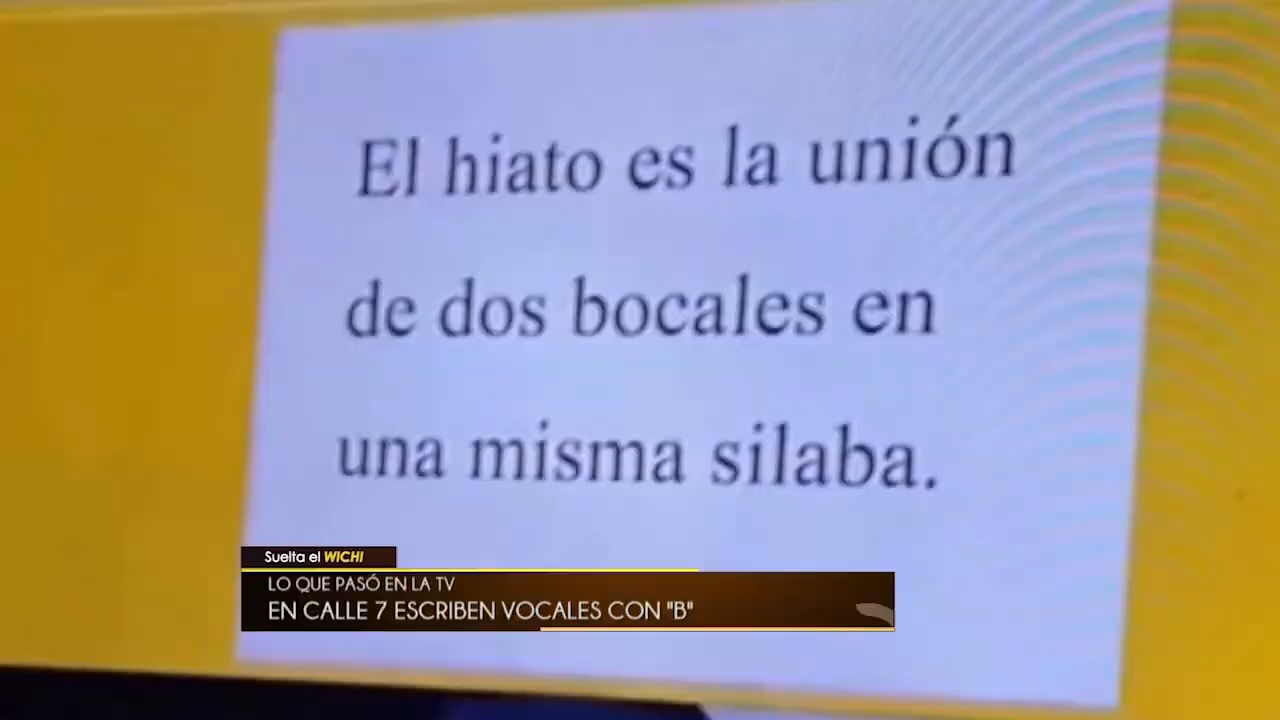 El hiato es la unión
de dos bocales en
una misma silaba.
Suelta el WICHI
LO QUE PASÓ EN LA TV
EN CALLE 7 ESCRIBEN VOCALES CON "B"